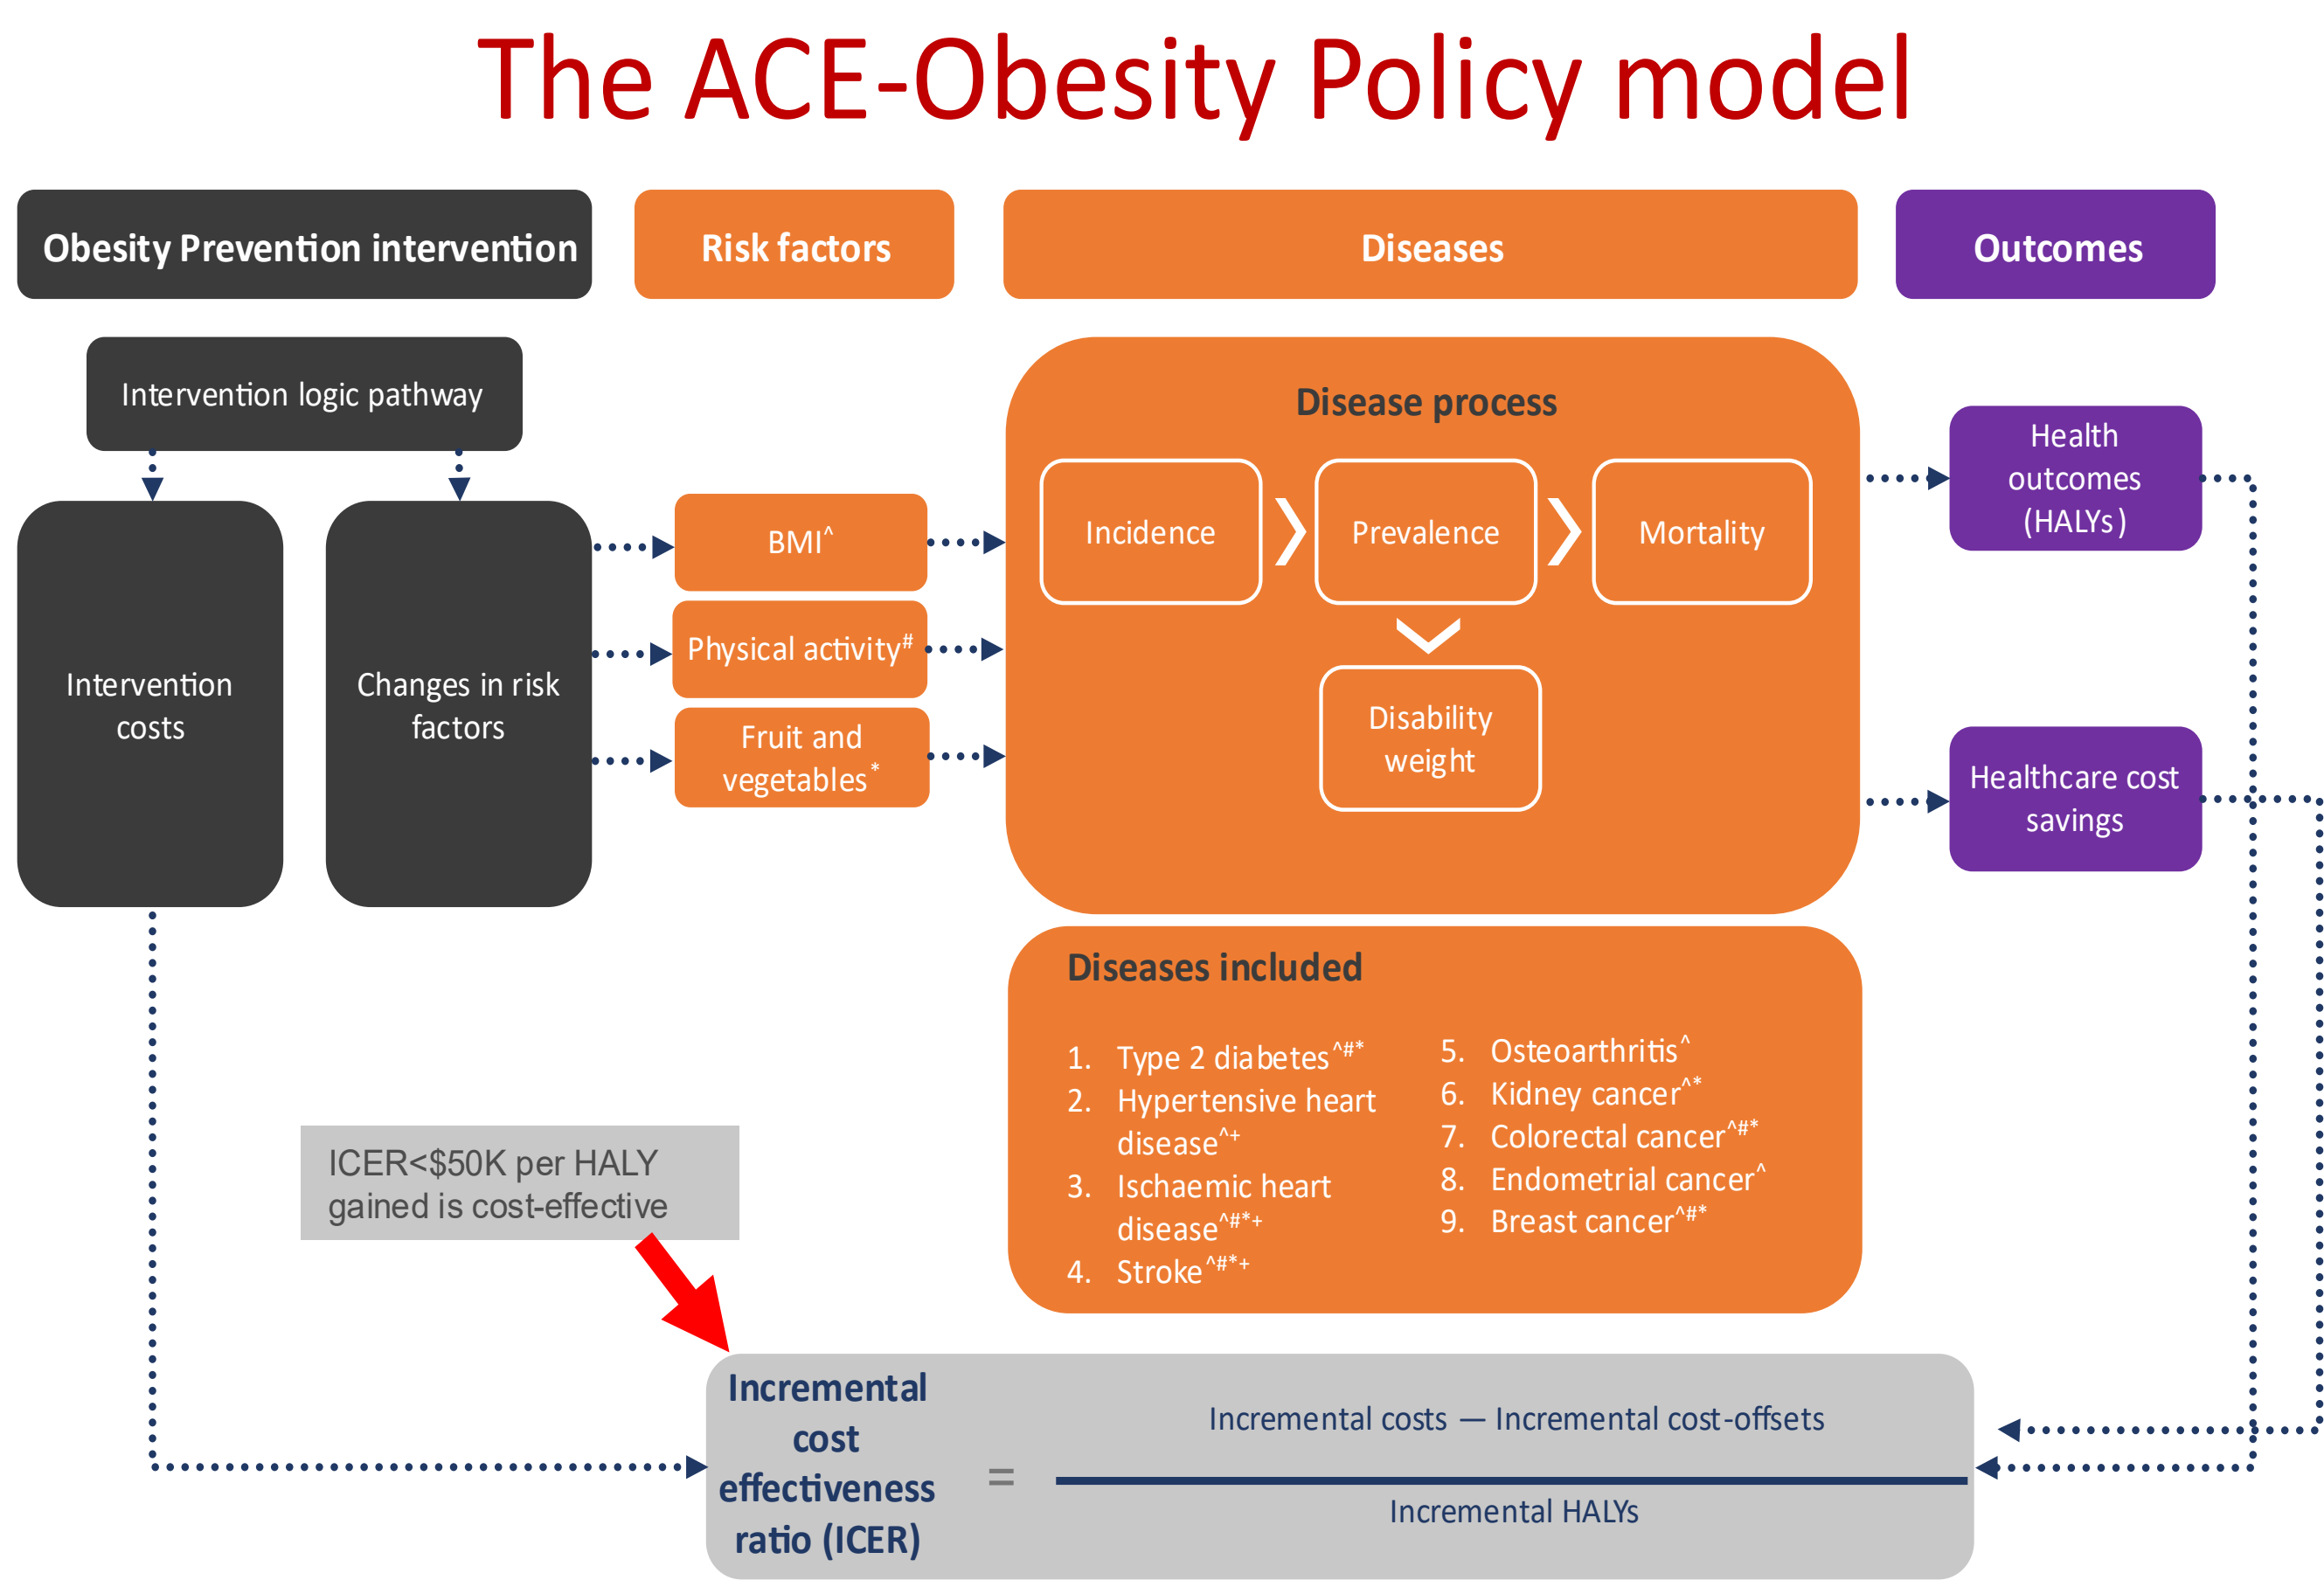 The ACE-Obesity Policy model
Obesity Prevention intervention
Risk factors
Diseases
Outcomes
Intervention logic pathway
Intervention
costs
Changes in risk
factors
BMI^
Physical activity#
Fruit and
vegetables*
Disease process
Incidence
Prevalence
Mortality
Disability
weight
Health
outcomes
(HALYs)
Healthcare cost
savings
Diseases included
1. Type 2 diabetes^#*
2. Hypertensive heart
disease^+
3. Ischaemic heart
disease^#*+
4. Stroke^#*+
5. Osteoarthritis^
6. Kidney cancer^*
7. Colorectal cancer^#*
8. Endometrial cancer^
9. Breast cancer^#*
ICER<$50K per HALY
gained is cost-effective
Incremental
cost
effectiveness
ratio (ICER)
=
Incremental costs — Incremental cost-offsets
Incremental HALYs